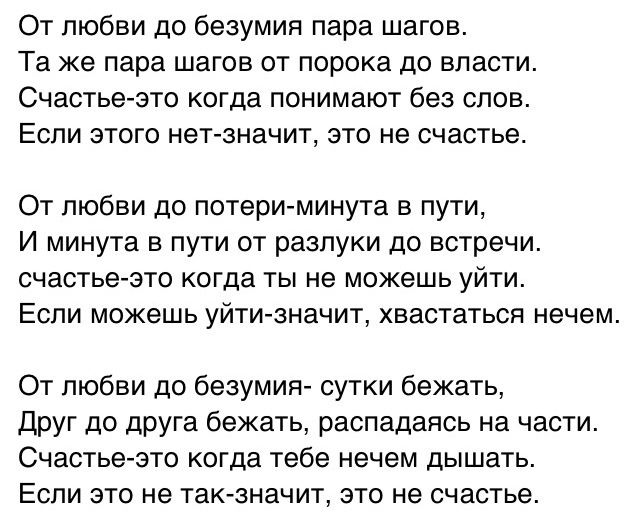 От любви до безумия пара шагов.
Та же пара шагов от порока до власти.
Счастье-это когда понимают без слов.
Если этого нет-значит, это не счастье.

От любви до потери-минута в пути,
И минута в пути от разлуки до встречи.
счастье-это когда ты не можешь уйти.
Если можешь уйти-значит, хвастаться нечем.

От любви до безумия- сутки бежать,
Друг до друга бежать, распадаясь на части.
Счастье-это когда тебе нечем дышать.
Если это не так-значит, это не счастье.